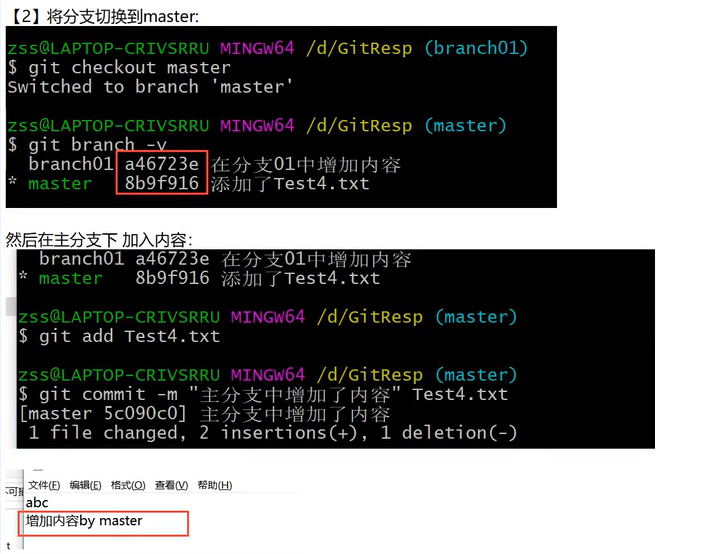 【2】将分支切换到master:
zss@LAPTOP-CRIVSRRU MINGW64 /d/GitResp (branch01)
$ git checkout master
Switched to branch 'master'
zss@LAPTOP-CRIVSRRU MINGW64 /d/GitResp (master)
$ git branch -v
branch01 a46723e 在分支01中增加内容
* master 8b9f916 添加了Test4.txt
然后在主分支下 加入内容：
branch01 a46723e 在分支01中增加内容
* master 8b9f916 添加了Test4.txt
zss@LAPTOP-CRIVSRRU MINGW64 /d/GitResp (master)
$ git add Test4.txt
zss@LAPTOP-CRIVSRRU MINGW64 /d/GitResp (master)
$ git commit -m "主分支中增加了内容" Test4.txt
[master 5c090c0] 主分支中增加了内容
1 file changed, 2 insertions(+), 1 deletion(-)
文件(F) 编辑(E) 格式(O) 查看(V) 帮助(H)
abc
增加内容by master
t